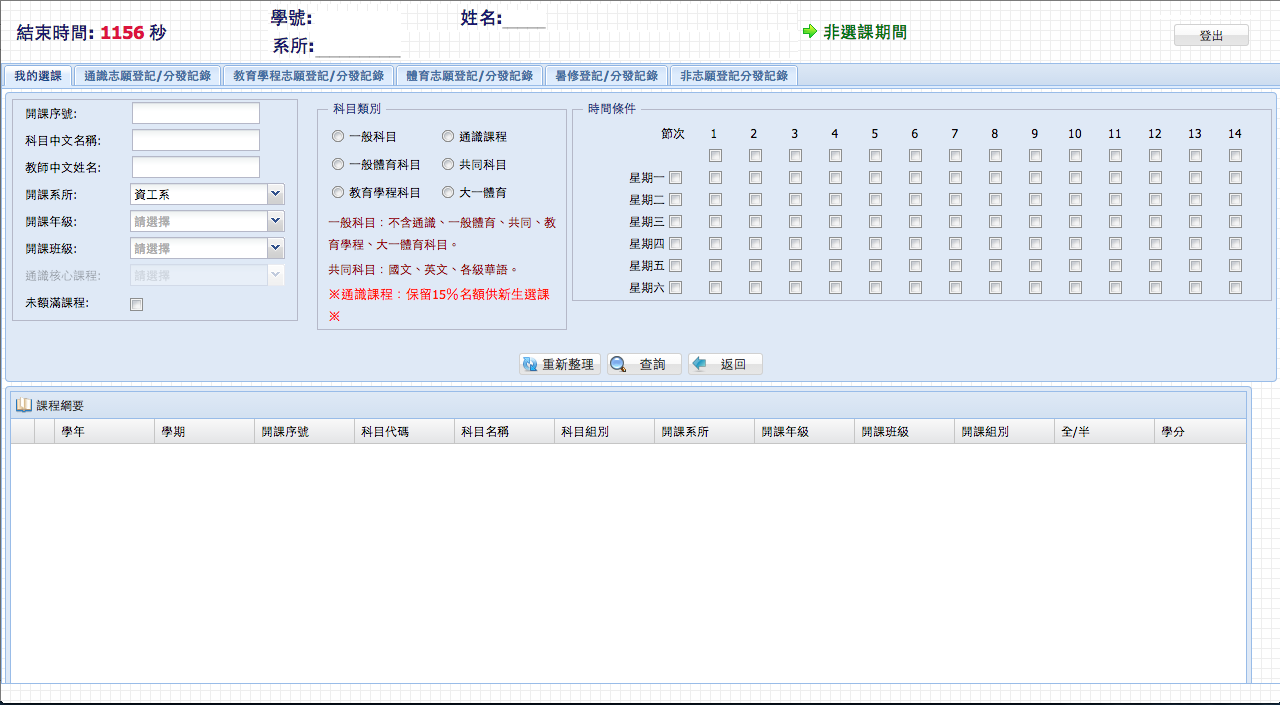 結束時間: 1156 秒
學號:
姓名:
系所:
非選課期間
登出
我的選課 通識志願登記/分發記錄 教育學程志願登記/分發記錄 體育志願登記/分發記錄 暑修登記/分發記錄 非志願登記分發記錄
開課序號:
科目中文名稱:
教師中文姓名:
開課系所: 資工系
開課年級: 請選擇
開課班級: 請選擇
通識核心課程: 請選擇
未額滿課程:
科目類別
一般科目 通識課程
一般體育科目 共同科目
教育學程科目 大一體育
一般科目：不含通識、一般體育、共同、教
育學程、大一體育科目。
共同科目：國文、英文、各級華語。
※通識課程：保留15%名額供新生選課
※
時間條件
節次 1 2 3 4 5 6 7 8 9 10 11 12 13 14
星期一
星期二
星期三
星期四
星期五
星期六
重新整理 查詢 返回
課程綱要
學年 學期 開課序號 科目代碼 科目名稱 科目組別 開課系所 開課年級 開課班級 開課組別 全/半 學分